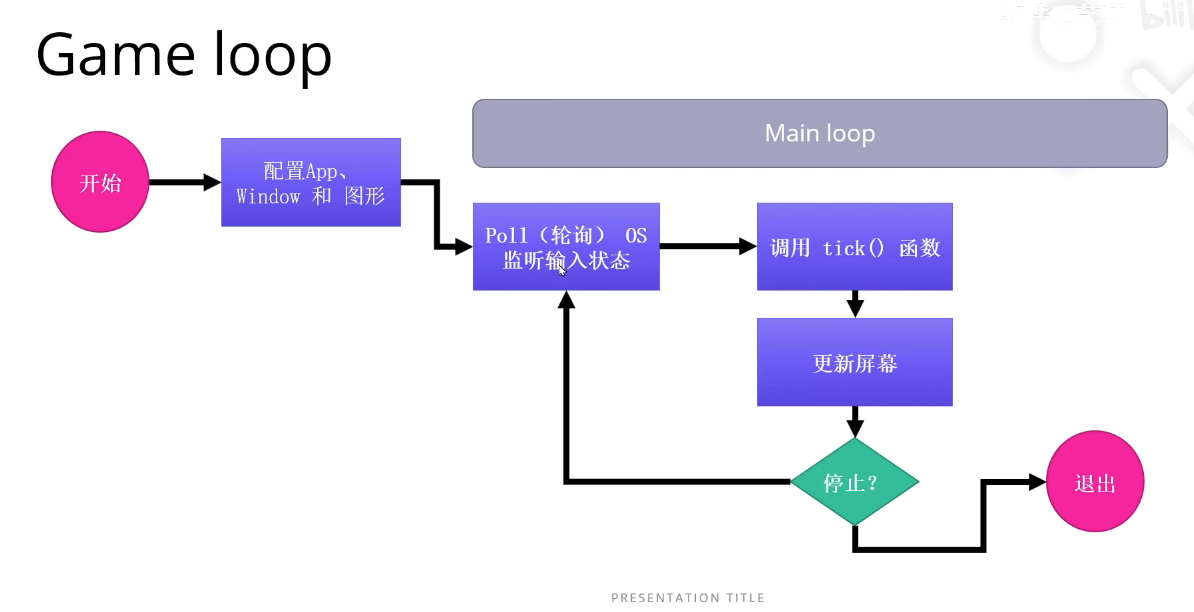 Game loop
Main loop
开始
配置App、
Window 和 图形
Poll（轮询） OS
监听输入状态
调用 tick() 函数
更新屏幕
停止？
退出
PRESENTATION TITLE